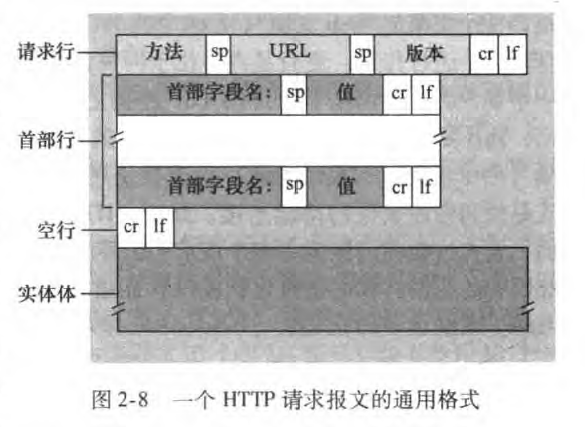 请求行 方法 sp URL sp 版本 cr lf
首部字段名: sp 值 cr lf
首部行
首部字段名: sp 值 cr lf
空行 cr lf
实体体
图 2-8 一个 HTTP 请求报文的通用格式